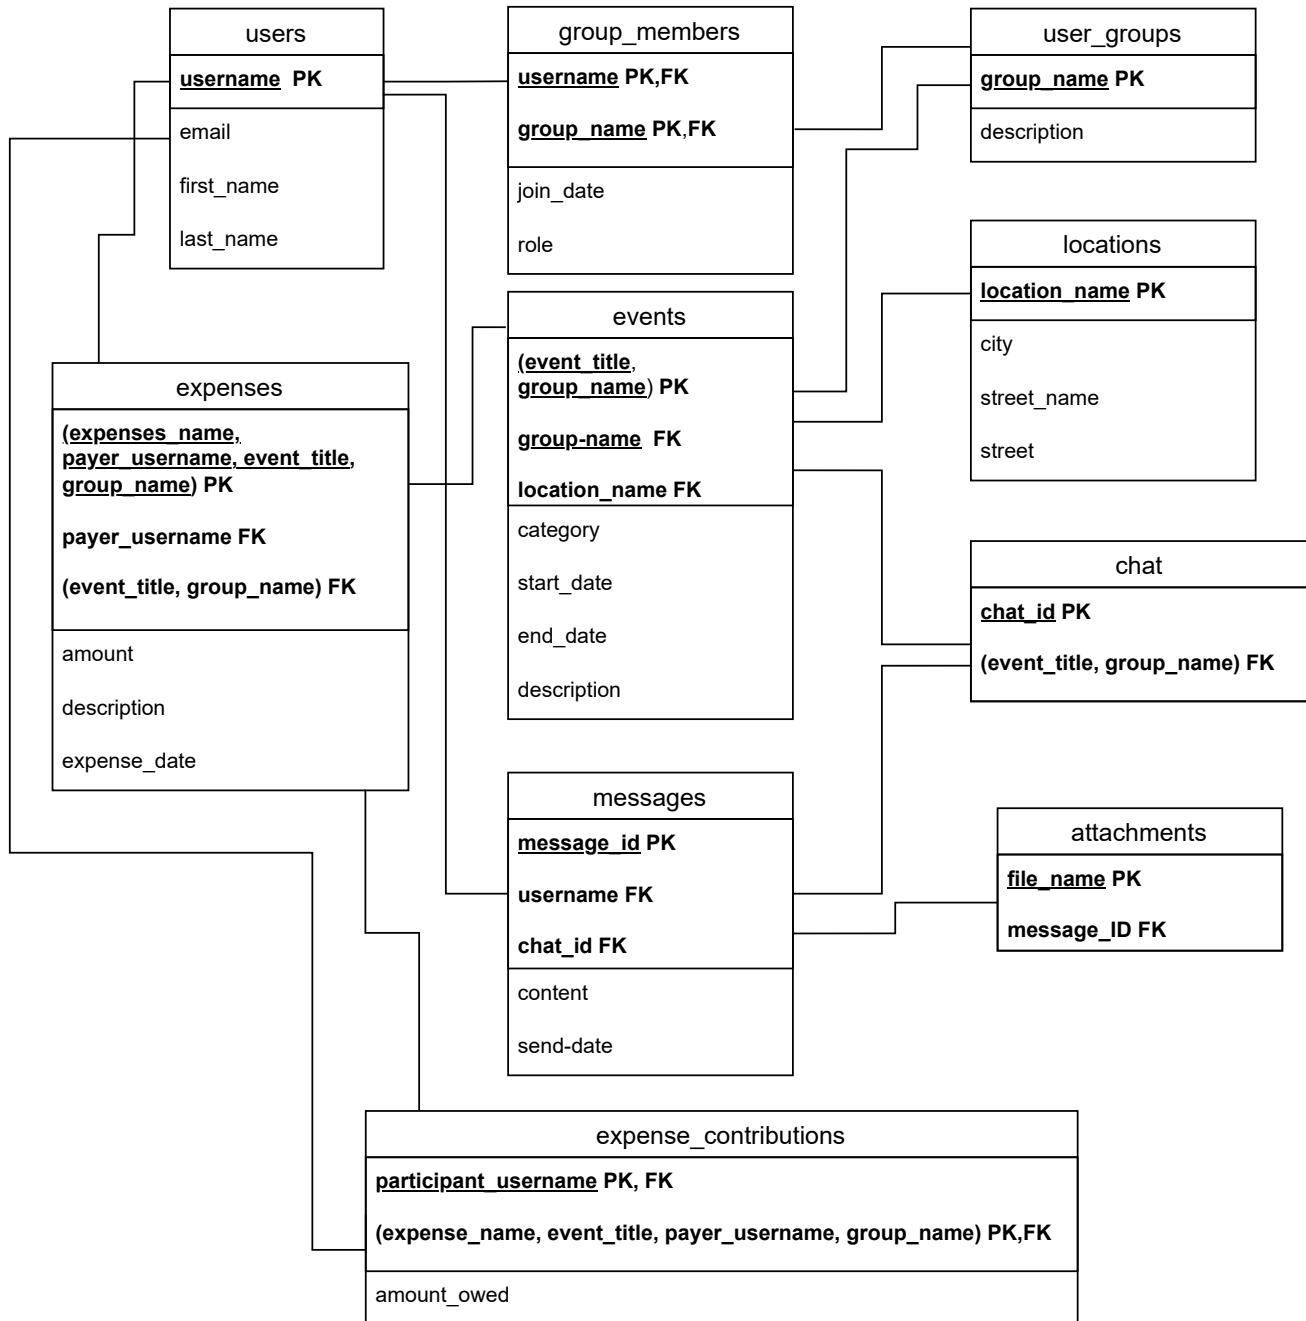 users
username PK
email
first_name
last_name
group_members
username PK,FK
group_name PK,FK
join_date
role
user_groups
group_name PK
description
locations
location_name PK
city
street_name
street
events
(event_title,
group_name) PK
group-name FK
location_name FK
category
start_date
end_date
description
expenses
(expenses_name,
payer_username, event_title,
group_name) PK
payer_username FK
(event_title, group_name) FK
amount
description
expense_date
chat
chat_id PK
(event_title, group_name) FK
messages
message_id PK
username FK
chat_id FK
content
send-date
attachments
file_name PK
message_ID FK
expense_contributions
participant_username PK, FK
(expense_name, event_title, payer_username, group_name) PK,FK
amount_owed